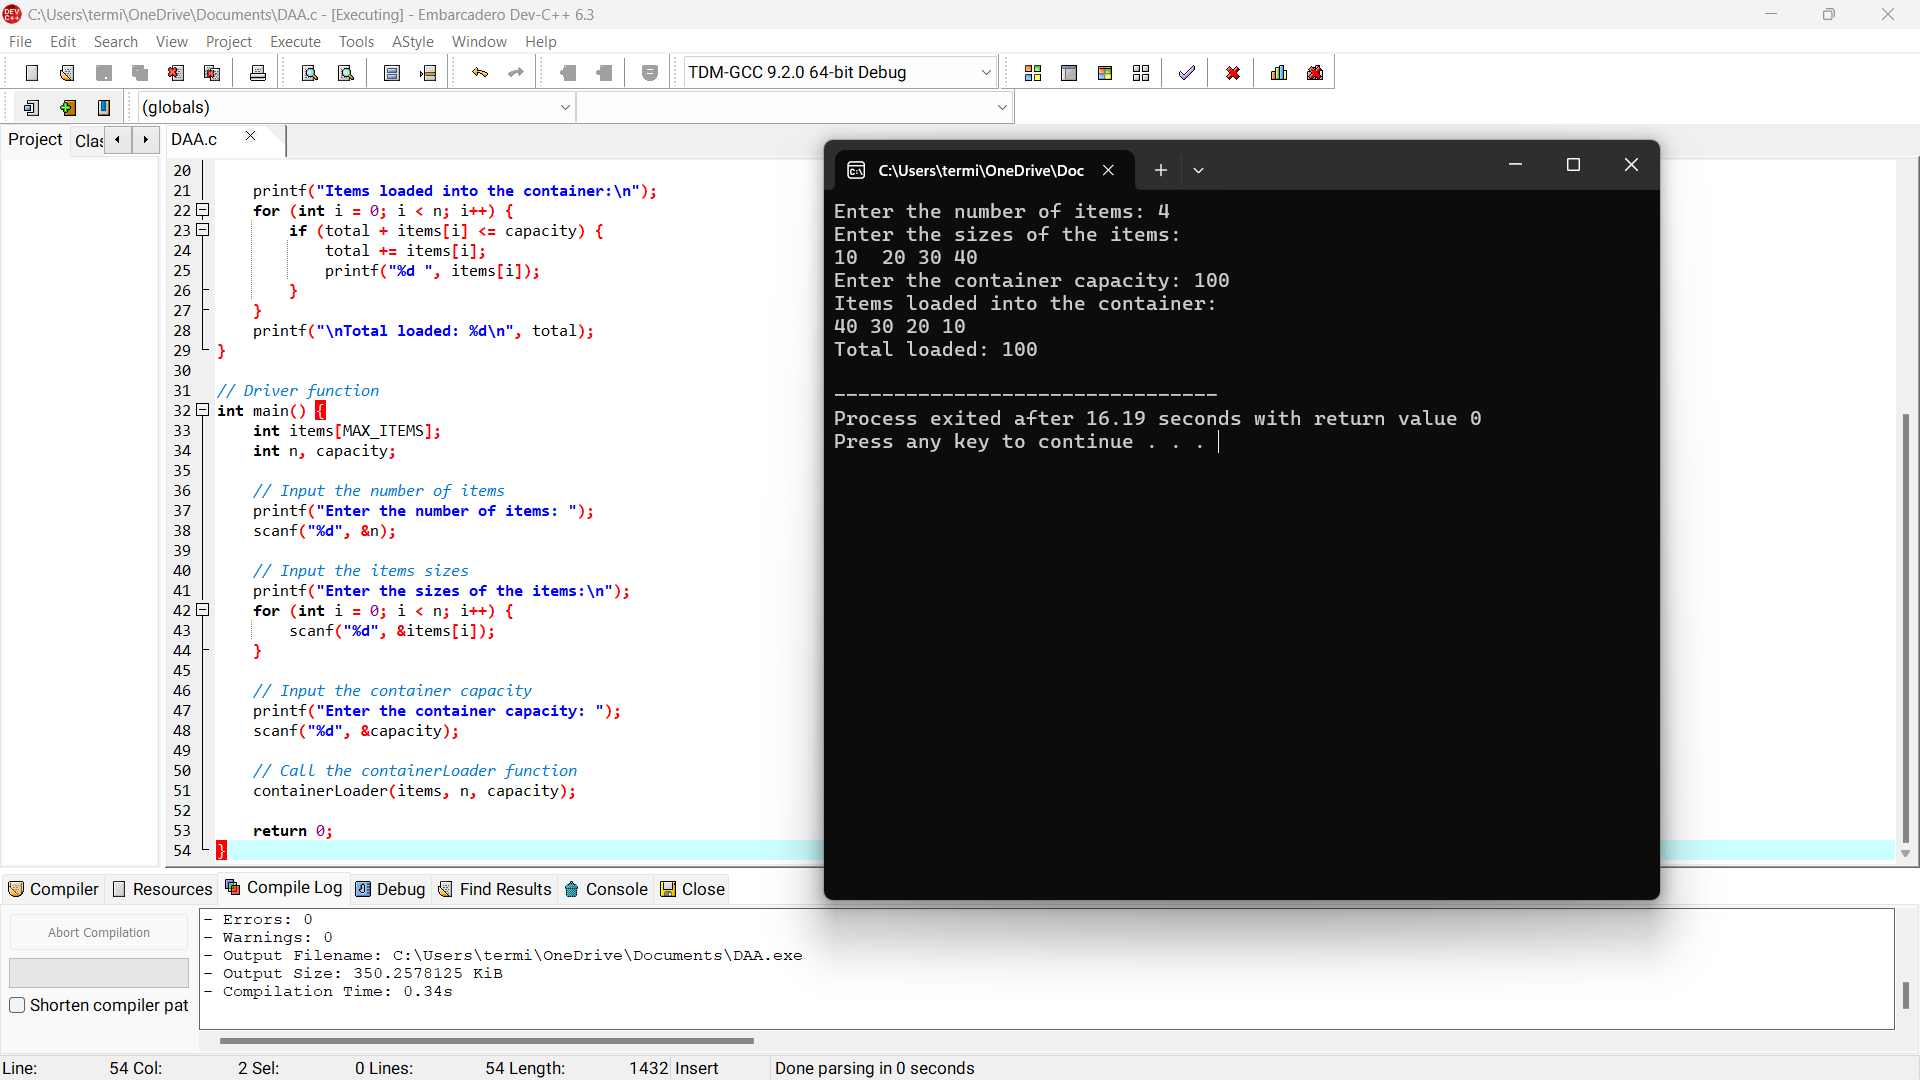 C:\Users\termi\OneDrive\Documents\DAA.c - [Executing] - Embarcadero Dev-C++ 6.3
File Edit Search View Project Execute Tools AStyle Window Help
TDM-GCC 9.2.0 64-bit Debug
(globals)
Project Clas DAA.c
20
21 printf("Items loaded into the container:\n");
22 for (int i = 0; i < n; i++) {
23 if (total + items[i] <= capacity) {
24 total += items[i];
25 printf("%d ", items[i]);
26 }
27 }
28 printf("\nTotal loaded: %d\n", total);
29 }
30
31 // Driver function
32 int main() {
33 int items[MAX_ITEMS];
34 int n, capacity;
35
36 // Input the number of items
37 printf("Enter the number of items: ");
38 scanf("%d", &n);
39
40 // Input the items sizes
41 printf("Enter the sizes of the items:\n");
42 for (int i = 0; i < n; i++) {
43 scanf("%d", &items[i]);
44 }
45
46 // Input the container capacity
47 printf("Enter the container capacity: ");
48 scanf("%d", &capacity);
49
50 // Call the containerLoader function
51 containerLoader(items, n, capacity);
52
53 return 0;
54 }
C:\Users\termi\OneDrive\Doc
Enter the number of items: 4
Enter the sizes of the items:
10  20 30 40
Enter the container capacity: 100
Items loaded into the container:
40 30 20 10
Total loaded: 100
--------------------------------
Process exited after 16.19 seconds with return value 0
Press any key to continue . . .
Compiler Resources Compile Log Debug Find Results Console Close
Abort Compilation
Shorten compiler pat
- Errors: 0
- Warnings: 0
- Output Filename: C:\Users\termi\OneDrive\Documents\DAA.exe
- Output Size: 350.2578125 KiB
- Compilation Time: 0.34s
Line: 54 Col: 2 Sel: 0 Lines: 54 Length: 1432 Insert Done parsing in 0 seconds